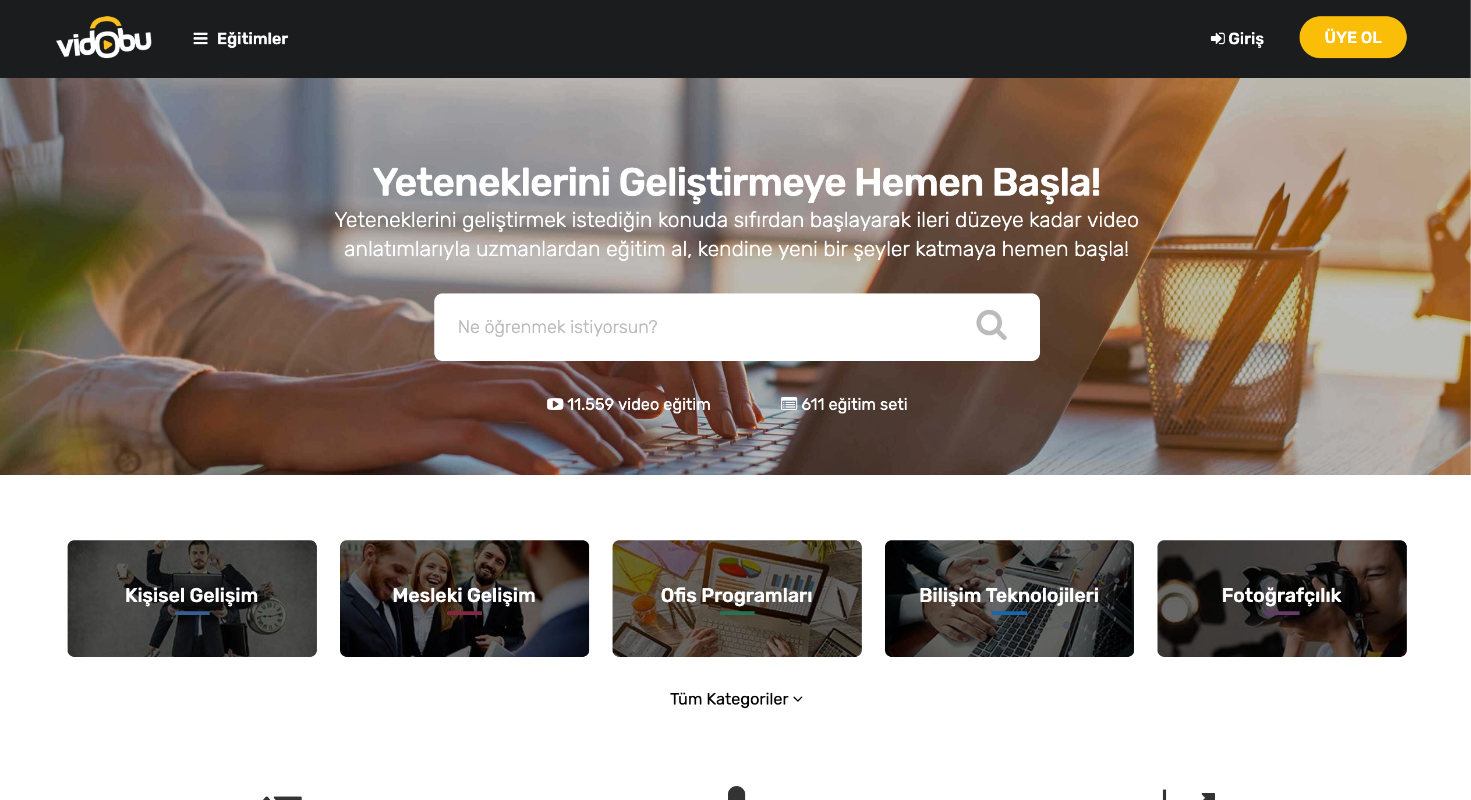 vidobu
Eğitimler
Giriş
ÜYE OL
Yeteneklerini Geliştirmeye Hemen Başla!
Yeteneklerini geliştirmek istediğin konuda sıfırdan başlayarak ileri düzeye kadar video
anlatımlarıyla uzmanlardan eğitim al, kendine yeni bir şeyler katmaya hemen başla!
Ne öğrenmek istiyorsun?
11.559 video eğitim
611 eğitim seti
Kişisel Gelişim
Mesleki Gelişim
Ofis Programları
Bilişim Teknolojileri
Fotoğrafçılık
Tüm Kategoriler